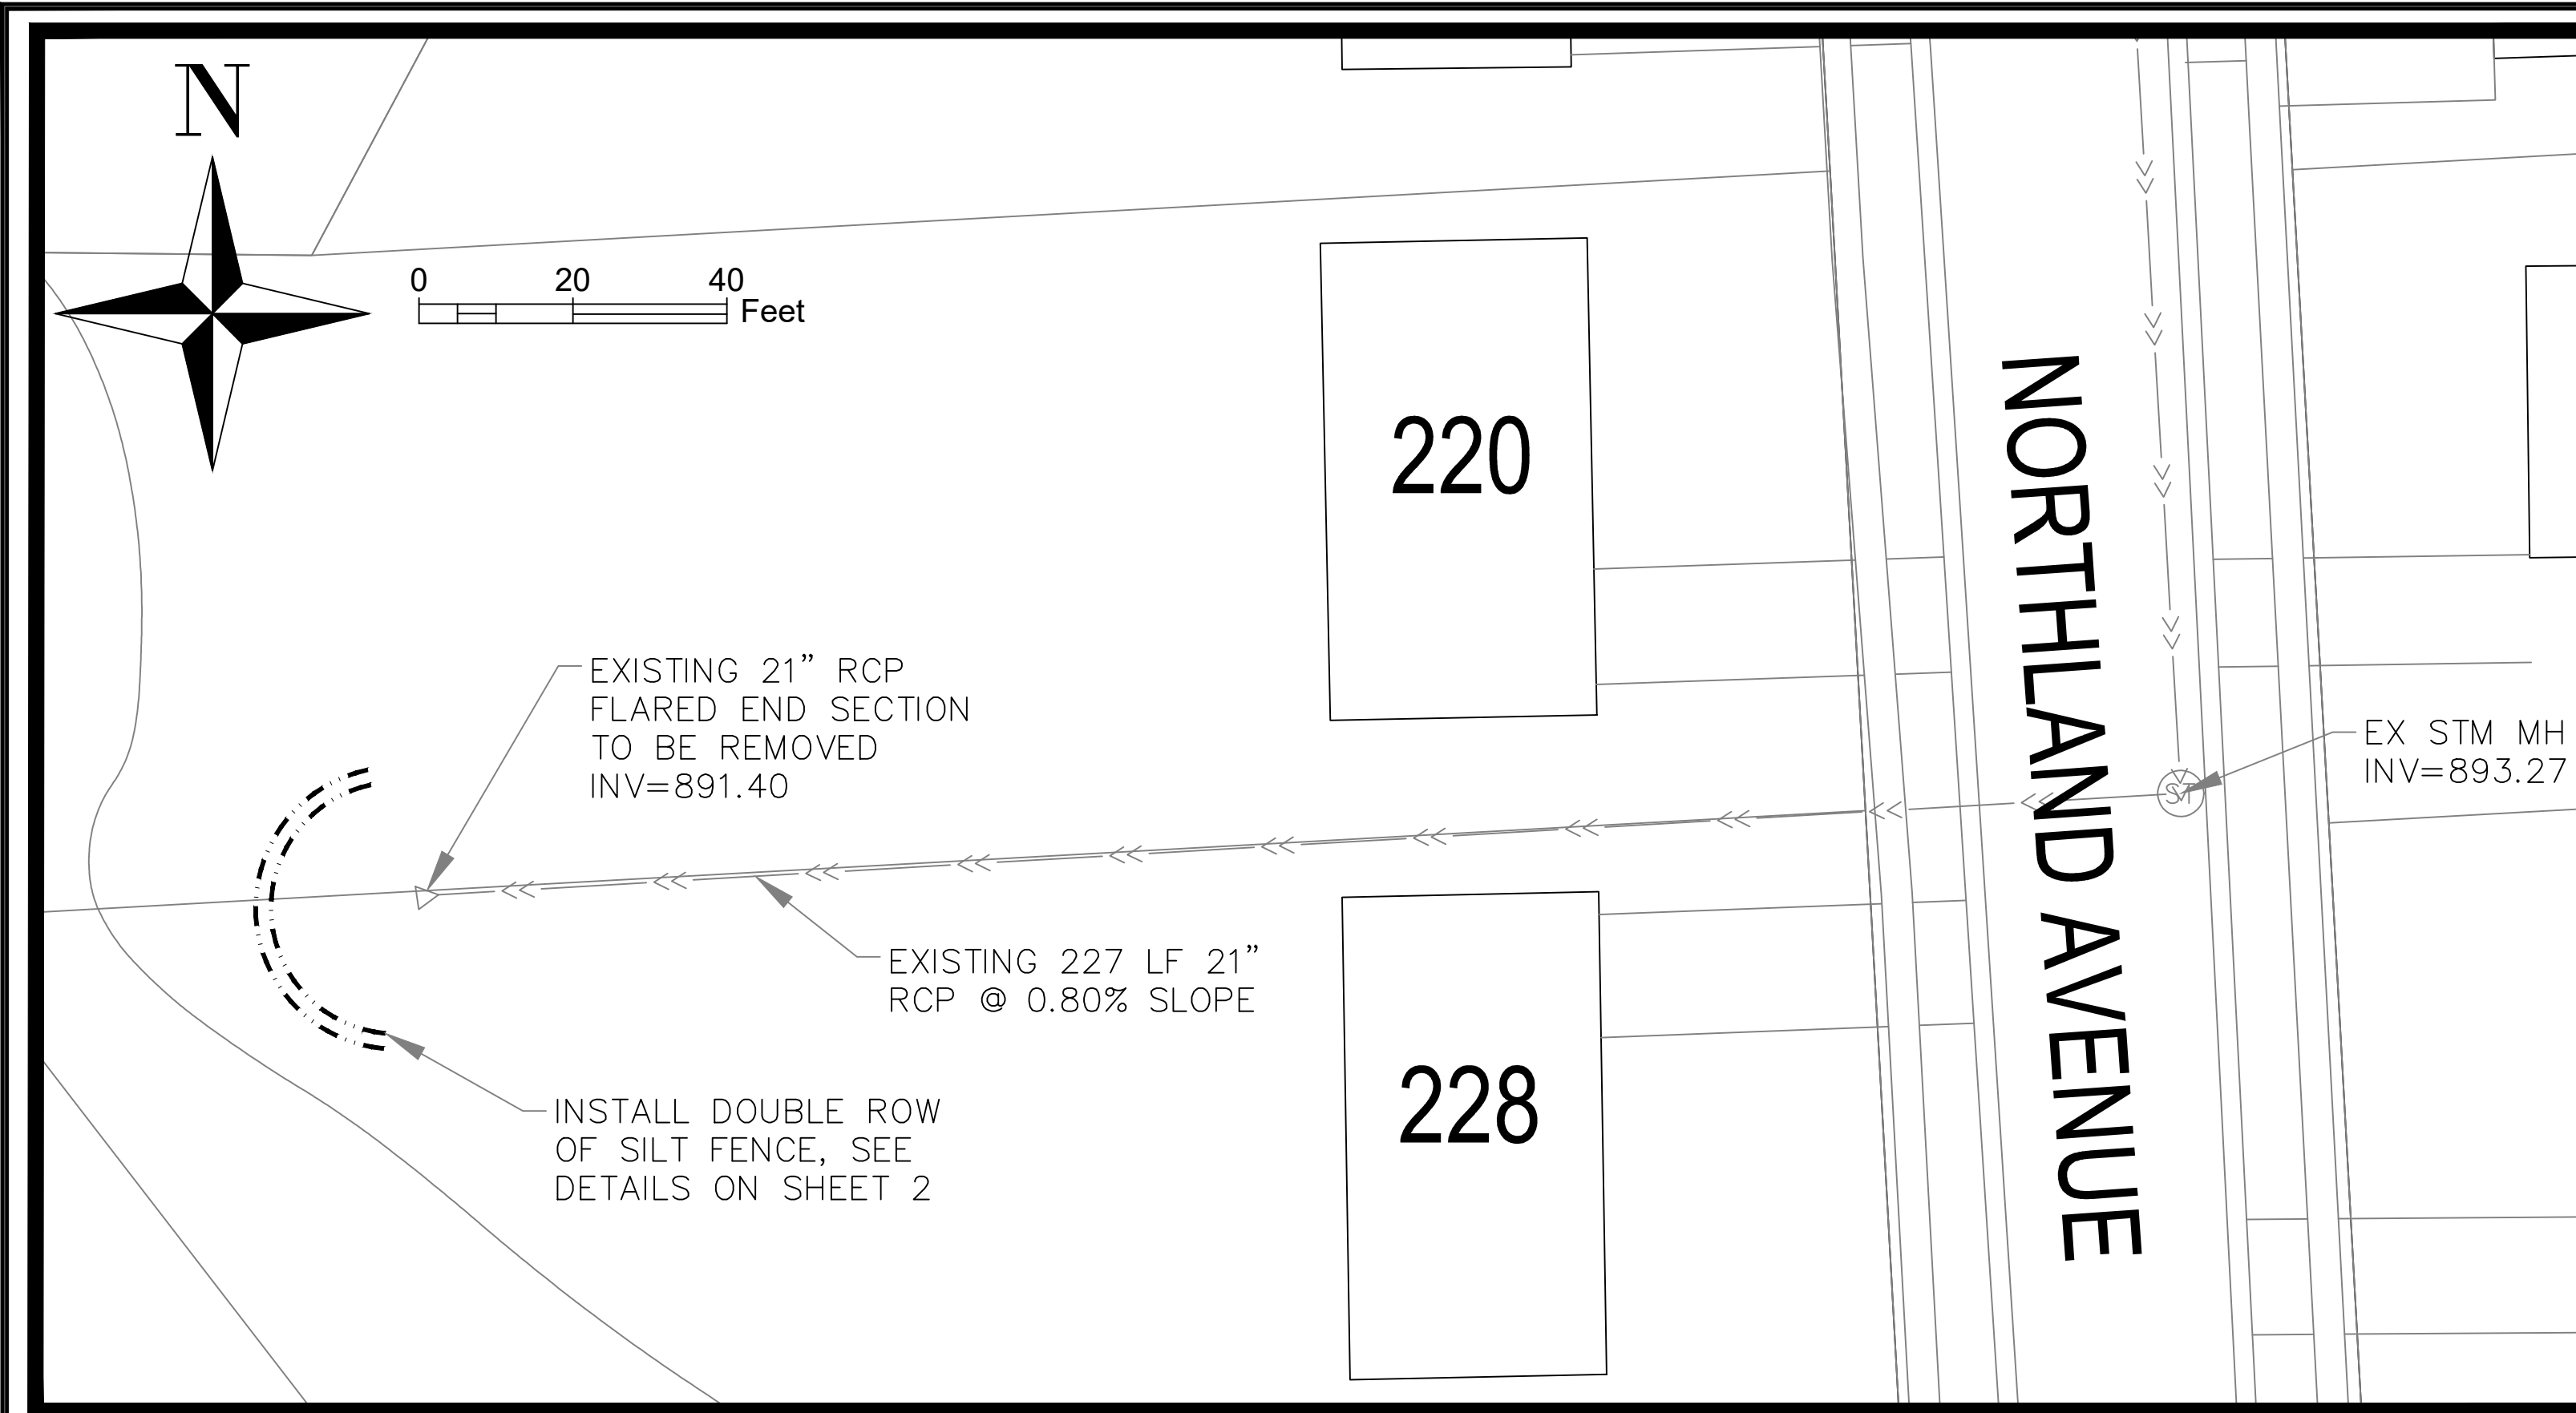 N
0 20 40
Feet
220
NORTHLAND AVENUE
EXISTING 21” RCP
FLARED END SECTION
TO BE REMOVED
INV=891.40
EX STM MH
INV=893.27
ST
EXISTING 227 LF 21”
RCP @ 0.80% SLOPE
228
INSTALL DOUBLE ROW
OF SILT FENCE, SEE
DETAILS ON SHEET 2